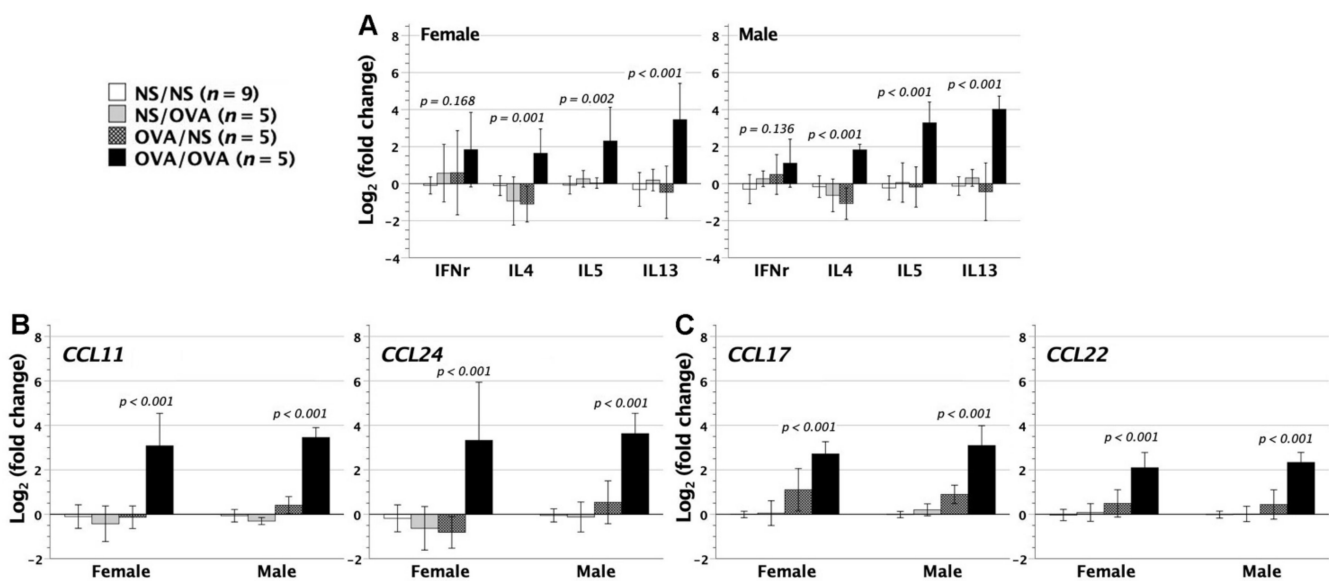 A
Female
Male
NS/NS (n = 9)
NS/OVA (n = 5)
OVA/NS (n = 5)
OVA/OVA (n = 5)
Log2 (fold change)
8
6
4
2
0
−2
−4
p = 0.168
p = 0.001
p = 0.002
p < 0.001
IFNr
IL4
IL5
IL13
8
6
4
2
0
−2
−4
p = 0.136
p < 0.001
p < 0.001
p < 0.001
IFNr
IL4
IL5
IL13
B
CCL11
Log2 (fold change)
8
6
4
2
0
−2
p < 0.001
p < 0.001
Female
Male
CCL24
8
6
4
2
0
−2
p < 0.001
p < 0.001
Female
Male
C
CCL17
Log2 (fold change)
8
6
4
2
0
−2
p < 0.001
p < 0.001
Female
Male
CCL22
8
6
4
2
0
−2
p < 0.001
p < 0.001
Female
Male